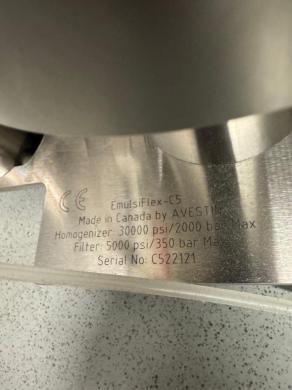 CE
EmulsiFlex-C5
Made in Canada by AVESTIN
Homogenizer: 30000 psi/2000 bar Max
Filter: 5000 psi/350 bar Max
Serial No: C522121